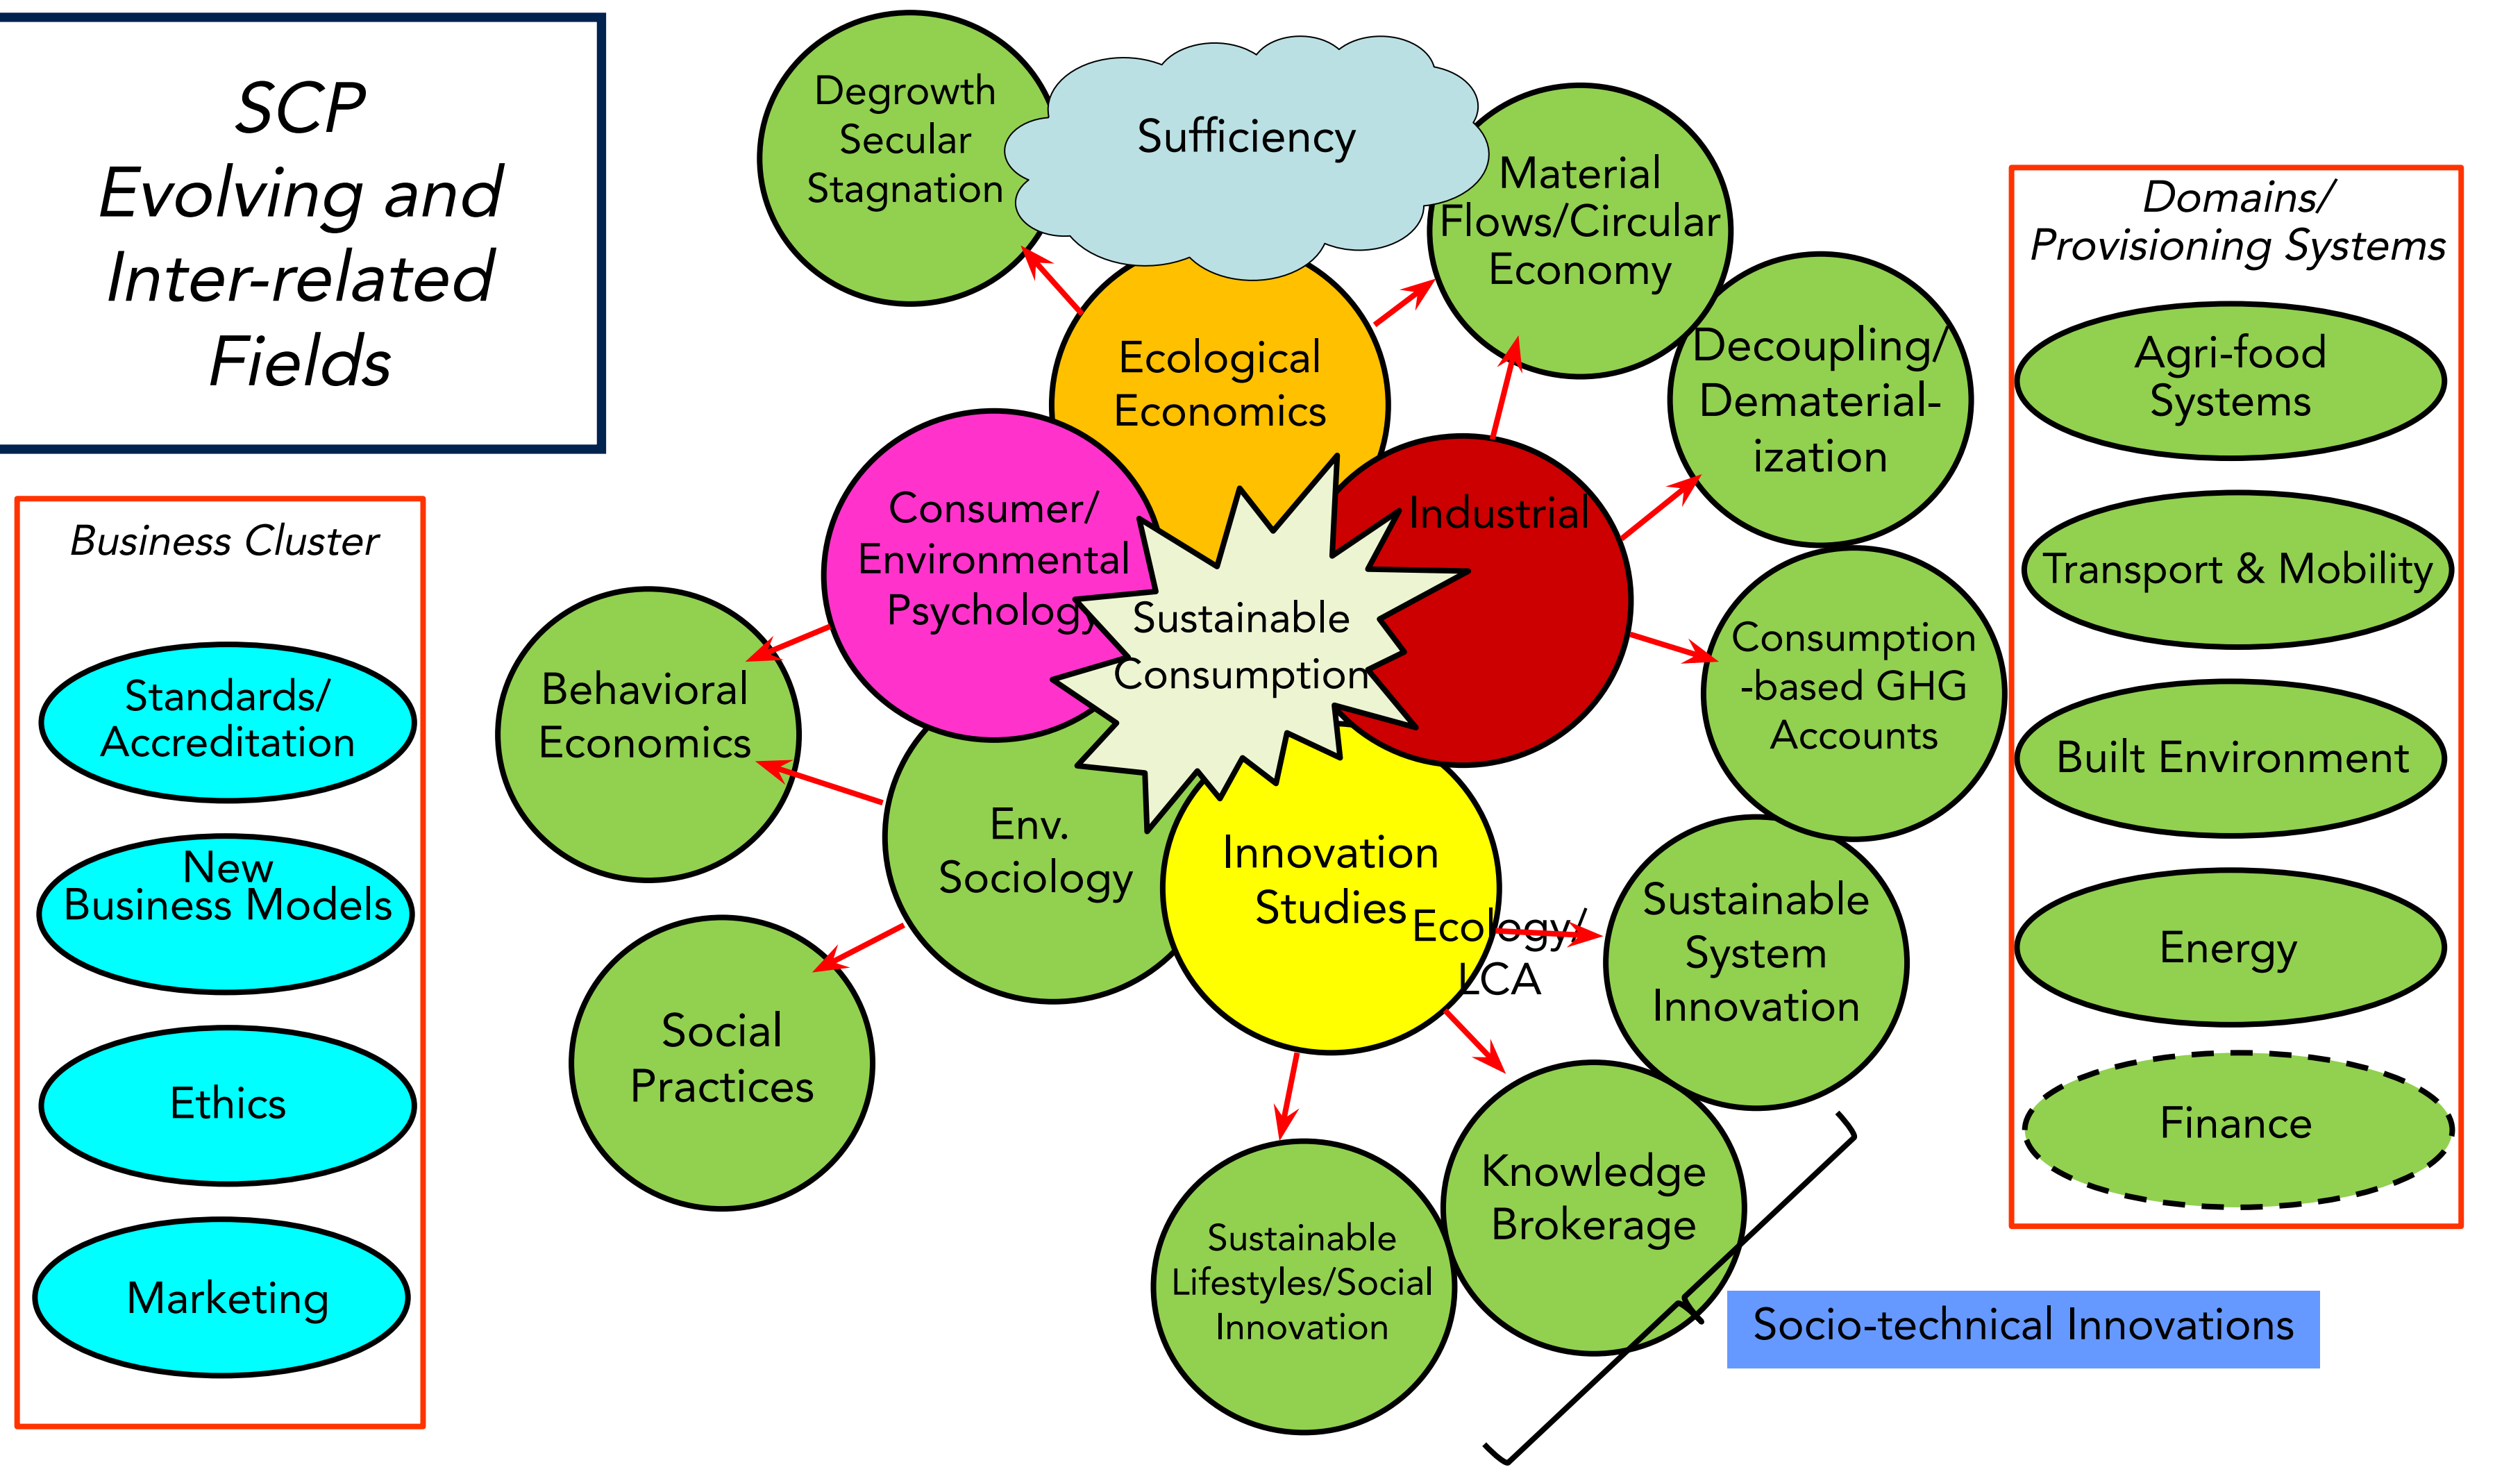 SCP
Evolving and
Inter-related
Fields
Business Cluster
Standards/
Accreditation
New
Business Models
Ethics
Marketing
Degrowth
Secular
Stagnation
Sufficiency
Material
Flows/Circular
Economy
Decoupling/
Dematerial-
ization
Ecological
Economics
Consumer/
Environmental
Psychology
Industrial
Sustainable
Consumption
Consumption
-based GHG
Accounts
Behavioral
Economics
Env.
Sociology
Innovation
Studies
Ecology/
LCA
Sustainable
System
Innovation
Social
Practices
Knowledge
Brokerage
Sustainable
Lifestyles/Social
Innovation
Socio-technical Innovations
Domains/
Provisioning Systems
Agri-food
Systems
Transport & Mobility
Built Environment
Energy
Finance